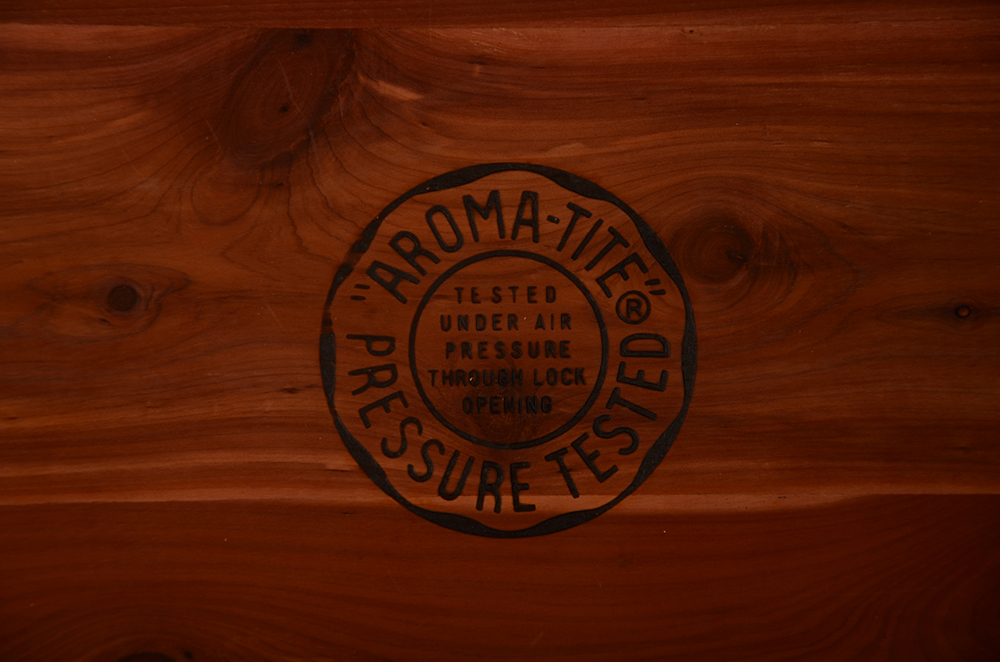 "AROMA-TITE"®
PRESSURE TESTED
TESTED
UNDER AIR
PRESSURE
THROUGH LOCK
OPENING